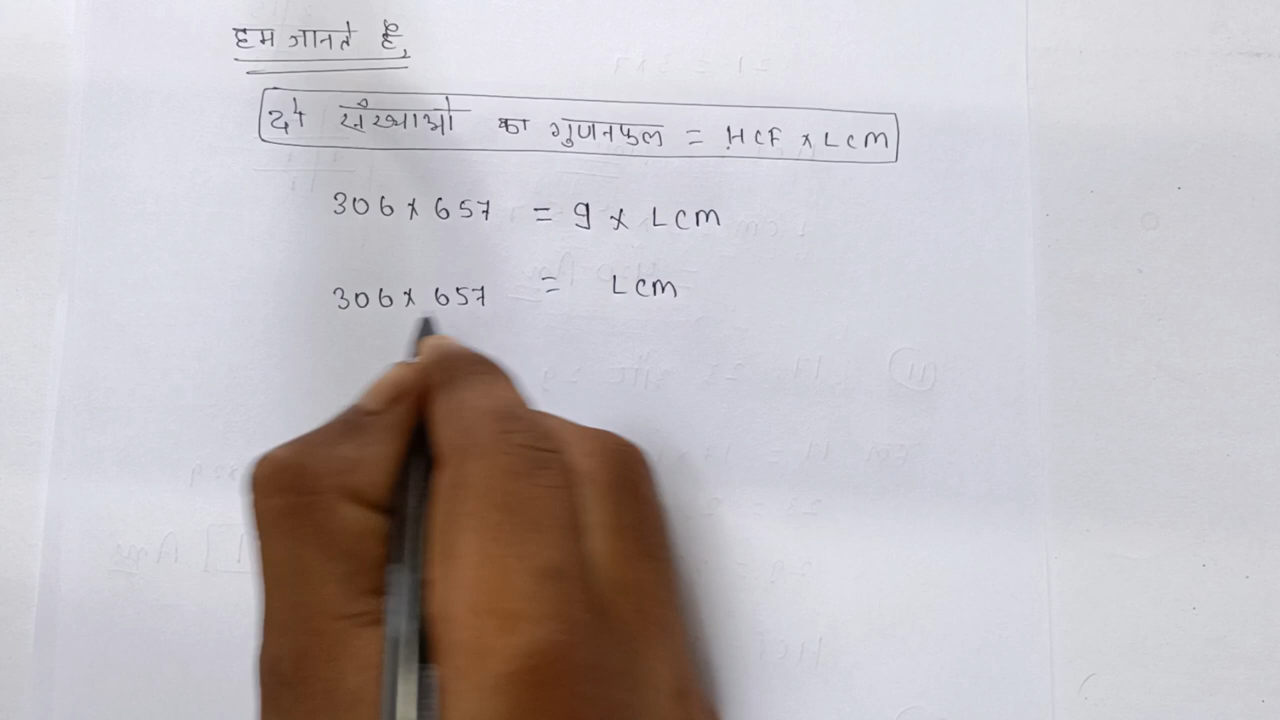 हम जानते है,
दो संख्याओ का गुणनफल = HCF × LCM
306 × 657 = 9 × LCM
306 × 657 = LCM